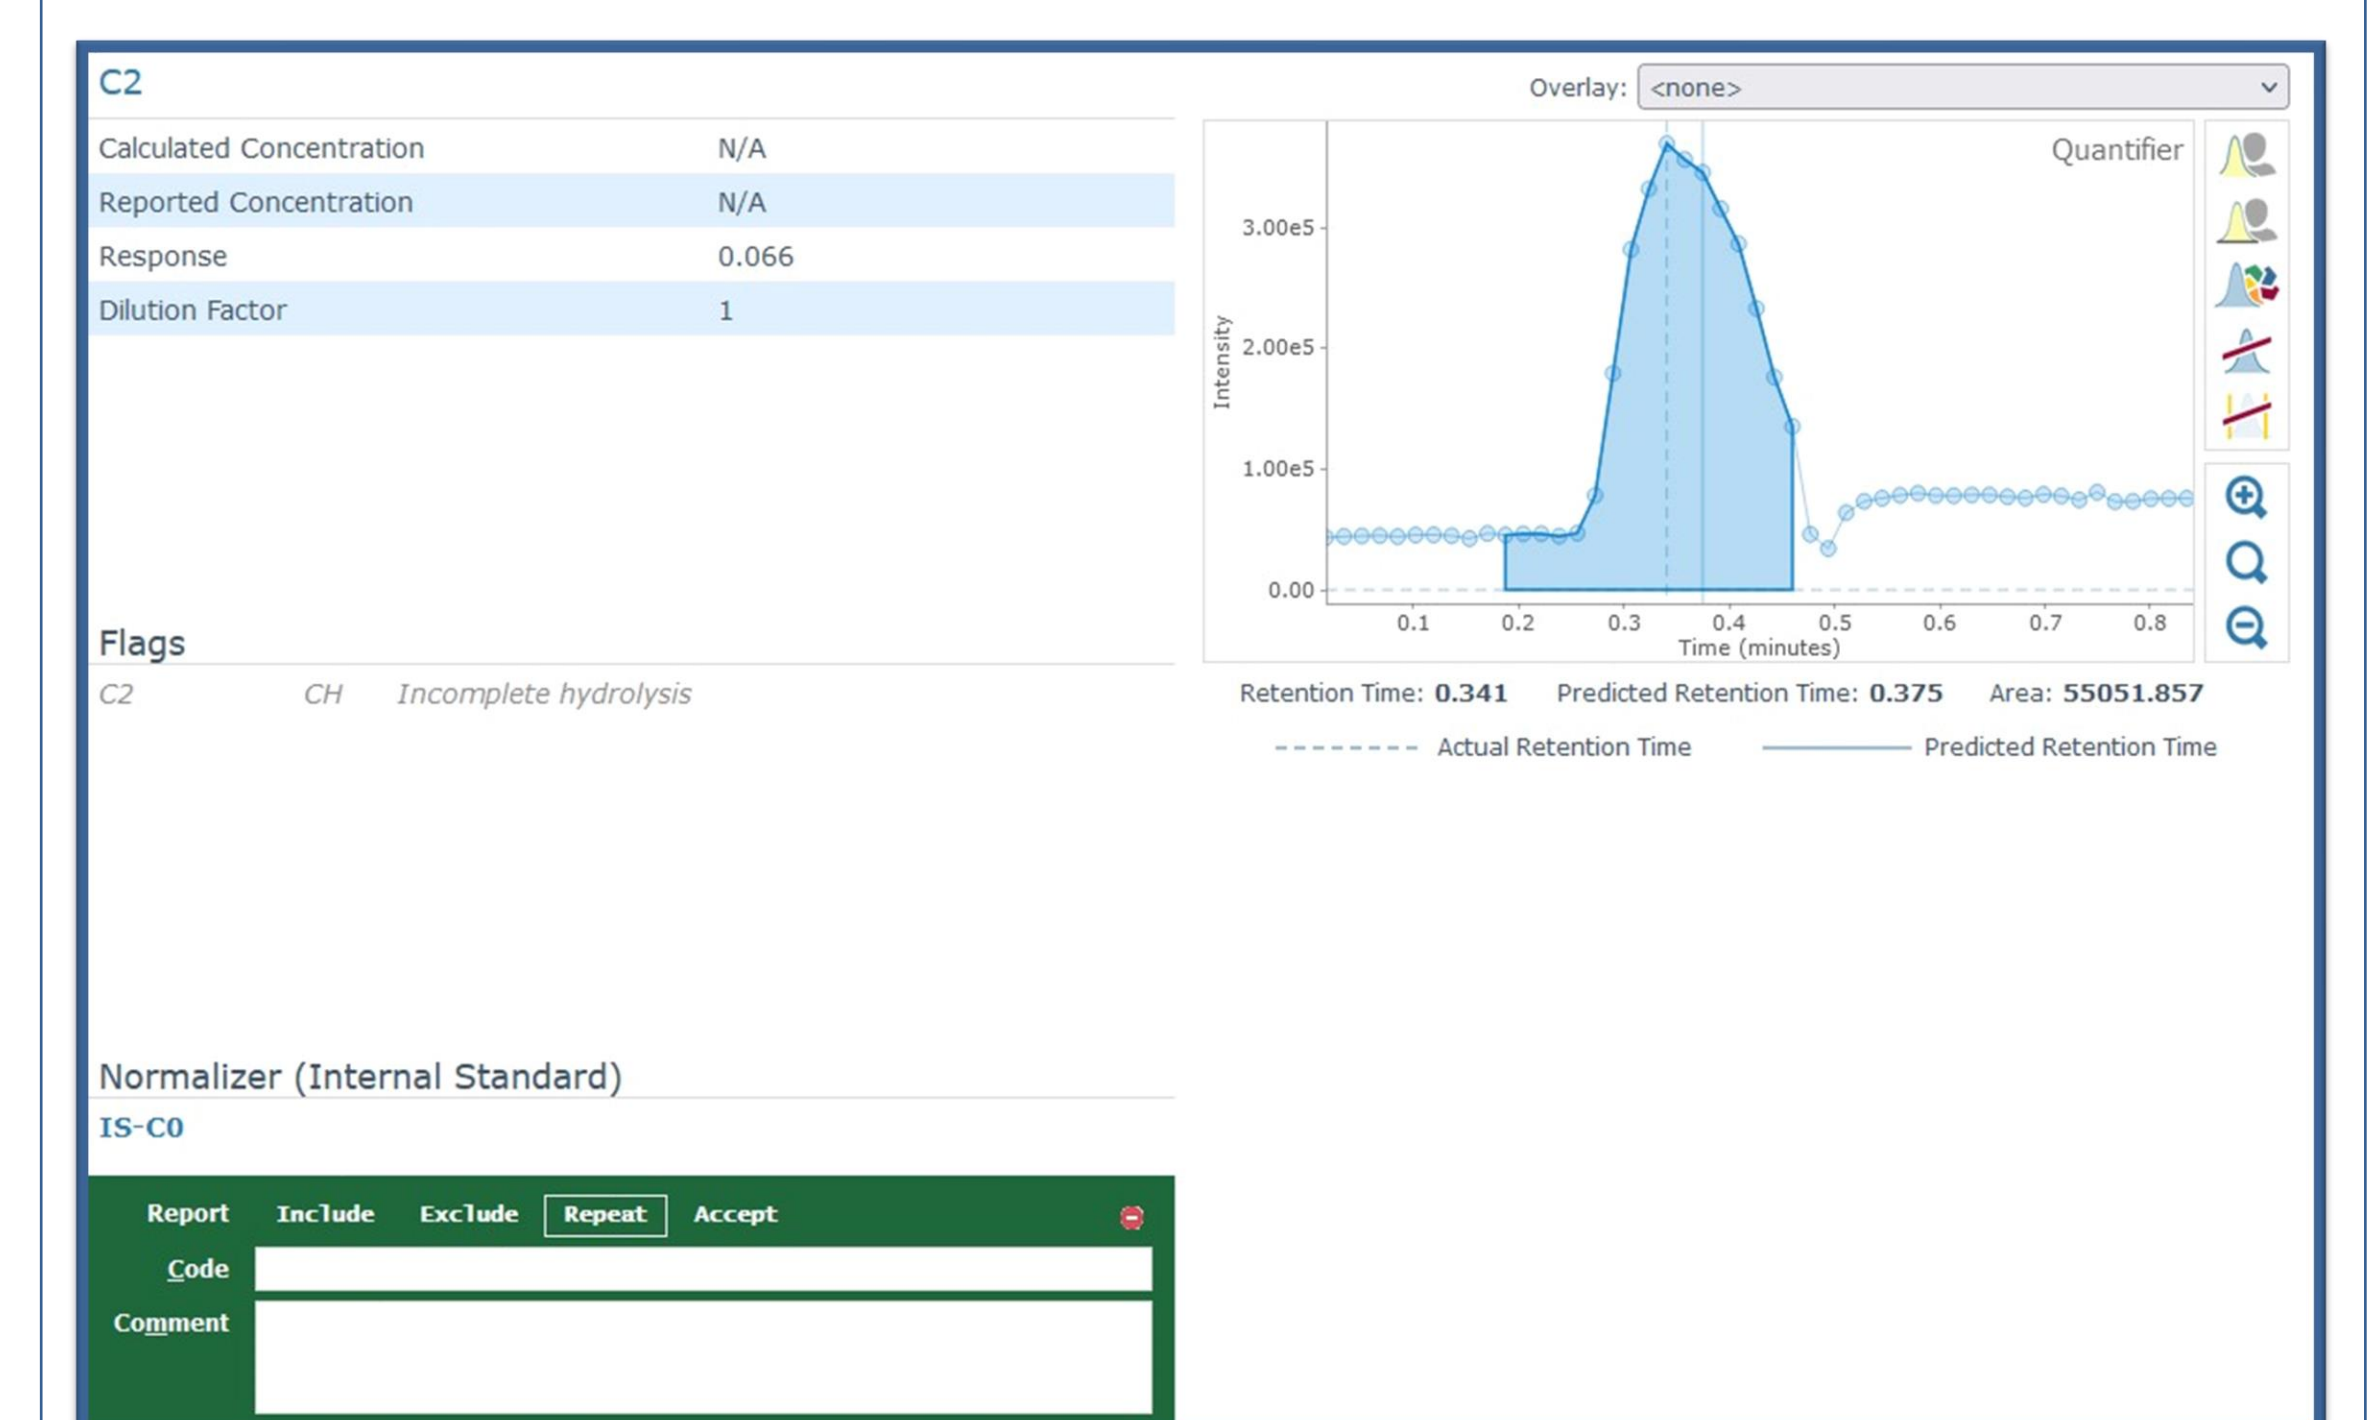 C2
Calculated Concentration N/A
Reported Concentration N/A
Response 0.066
Dilution Factor 1
Flags
C2 CH Incomplete hydrolysis
Normalizer (Internal Standard)
IS-C0
Report Include Exclude Repeat Accept
Code
Comment
Overlay: <none>
Quantifier
Intensity
3.00e5
2.00e5
1.00e5
0.00
0.1 0.2 0.3 0.4 0.5 0.6 0.7 0.8
Time (minutes)
Retention Time: 0.341 Predicted Retention Time: 0.375 Area: 55051.857
Actual Retention Time Predicted Retention Time